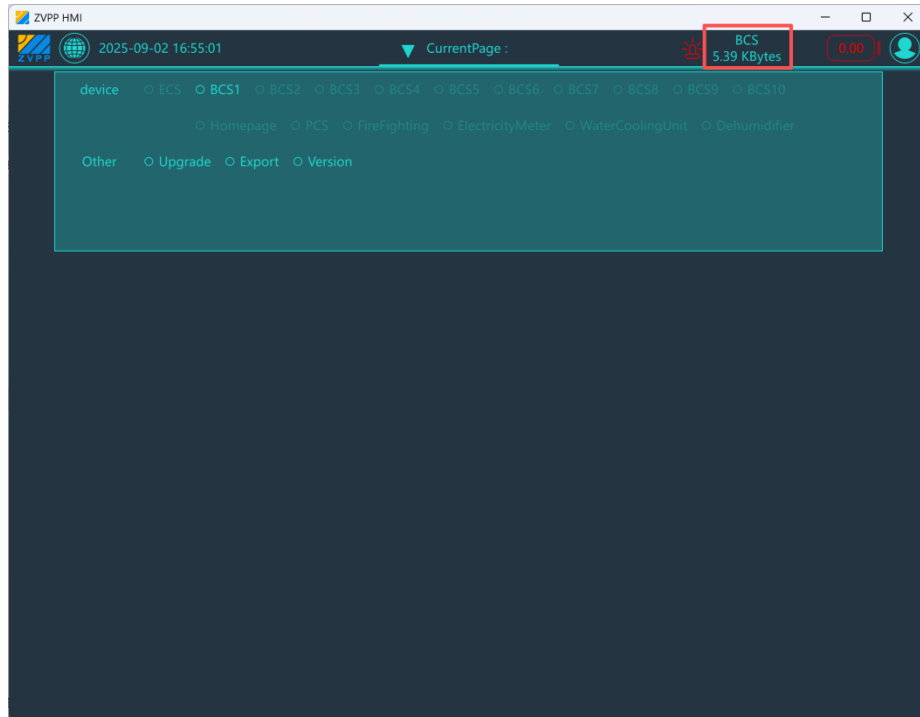 ZVPP HMI
ZVPP
2025-09-02 16:55:01
CurrentPage :
BCS
5.39 KBytes
0.00
device
ECS
BCS1
BCS2
BCS3
BCS4
BCS5
BCS6
BCS7
BCS8
BCS9
BCS10
Homepage
PCS
FireFighting
ElectricityMeter
WaterCoolingUnit
Dehumidifier
Other
Upgrade
Export
Version